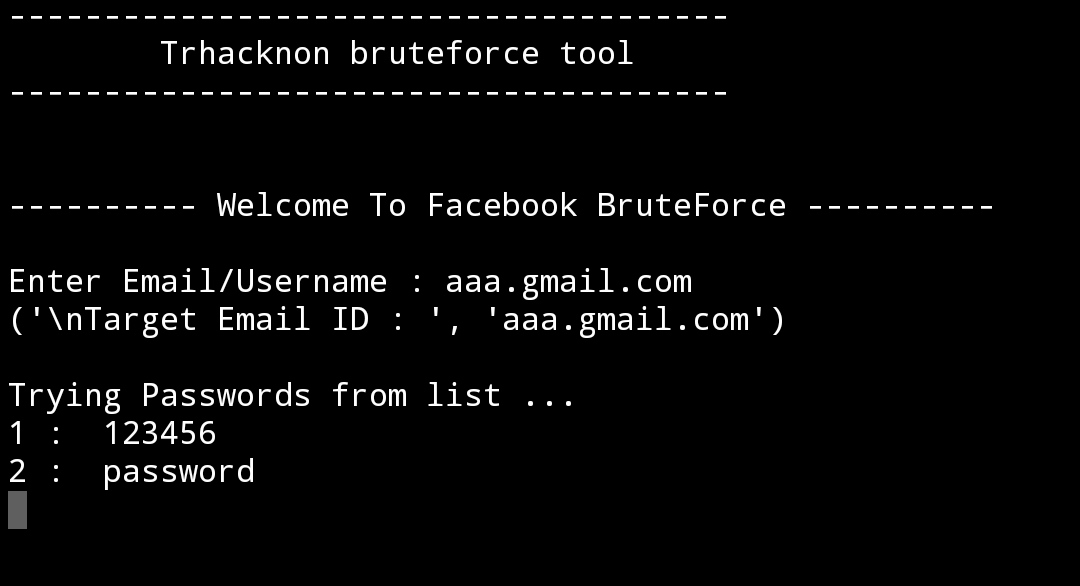 --------------------------------------
Trhacknon bruteforce tool
--------------------------------------
---------- Welcome To Facebook BruteForce ----------
Enter Email/Username : aaa.gmail.com
('\nTarget Email ID : ', 'aaa.gmail.com')
Trying Passwords from list ...
1 :  123456
2 :  password